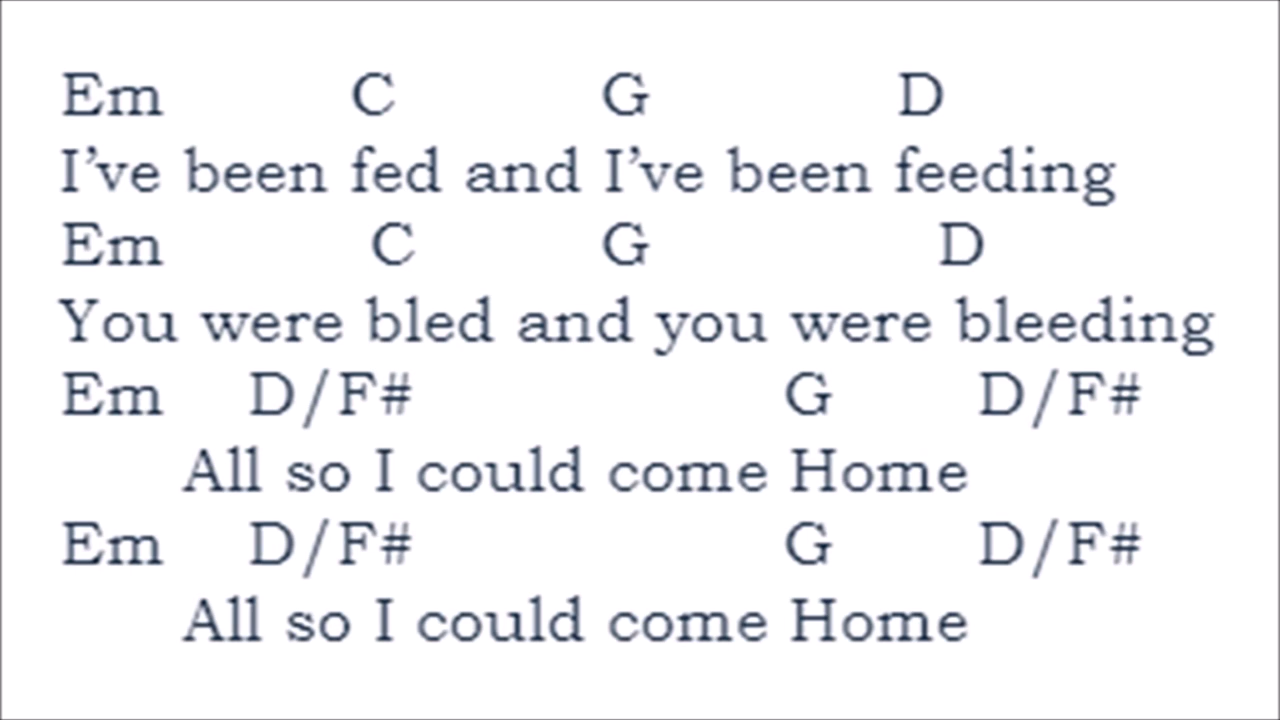 Em C G D
I've been fed and I've been feeding
Em C G D
You were bled and you were bleeding
Em D/F# G D/F#
All so I could come Home
Em D/F# G D/F#
All so I could come Home